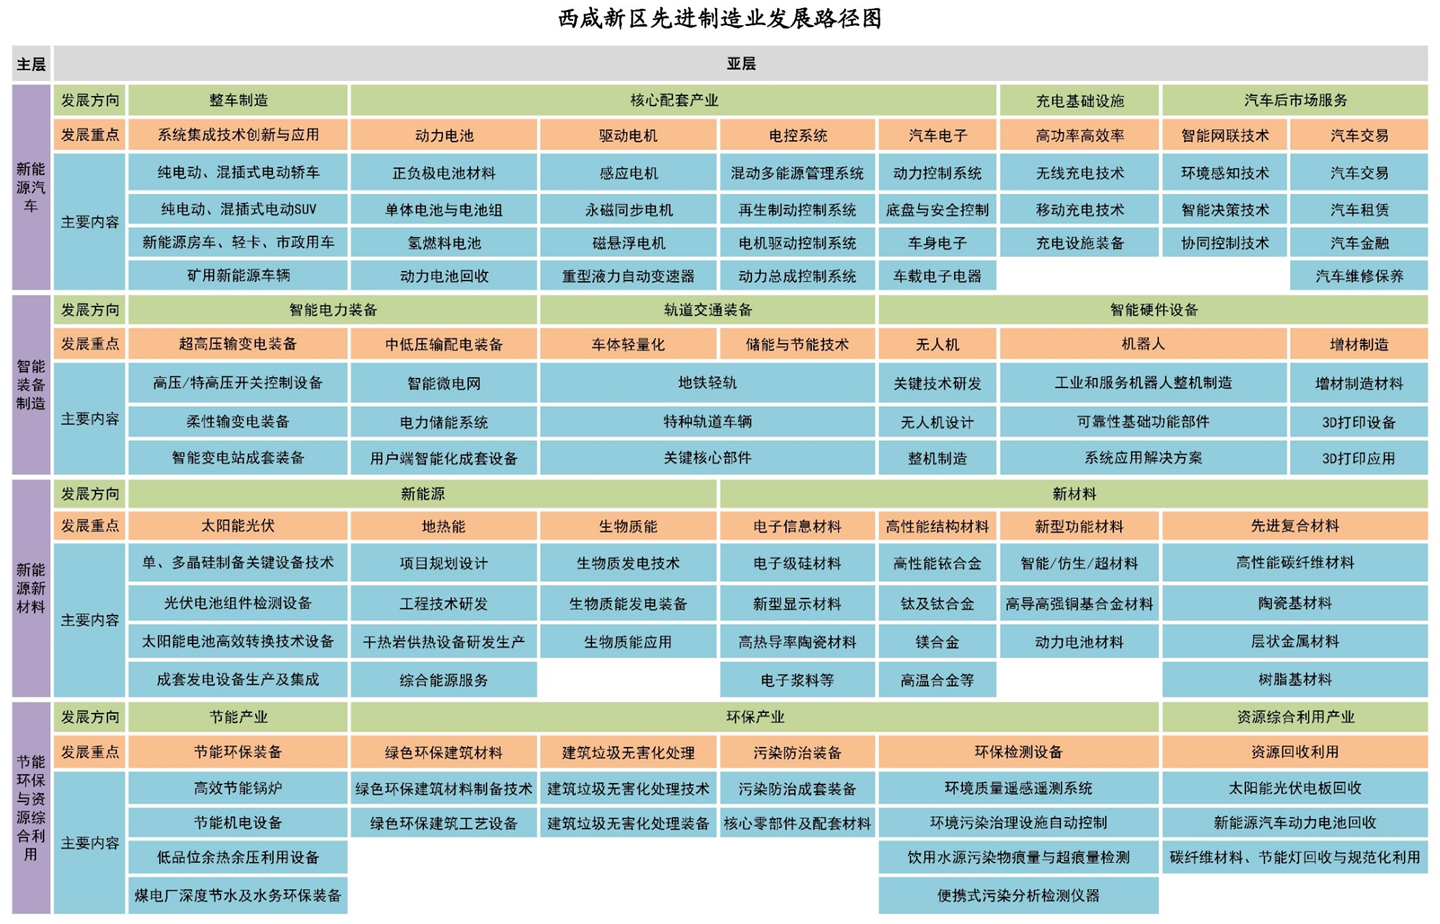 西咸新区先进制造业发展路径图
主层 亚层
新能源汽车
发展方向 整车制造 核心配套产业 充电基础设施 汽车后市场服务
发展重点 系统集成技术创新与应用 动力电池 驱动电机 电控系统 汽车电子 高功率高效率 智能网联技术 汽车交易
主要内容
纯电动、混插式电动轿车 正负极电池材料 感应电机 混动多能源管理系统 动力控制系统 无线充电技术 环境感知技术 汽车交易
纯电动、混插式电动SUV 单体电池与电池组 永磁同步电机 再生制动控制系统 底盘与安全控制 移动充电技术 智能决策技术 汽车租赁
新能源房车、轻卡、市政用车 氢燃料电池 磁悬浮电机 电机驱动控制系统 车身电子 充电设施装备 协同控制技术 汽车金融
矿用新能源车辆 动力电池回收 重型液力自动变速器 动力总成控制系统 车载电子电器 汽车维修保养
智能装备制造
发展方向 智能电力装备 轨道交通装备 智能硬件设备
发展重点 超高压输变电装备 中低压输配电装备 车体轻量化 储能与节能技术 无人机 机器人 增材制造
主要内容
高压/特高压开关控制设备 智能微电网 地铁轻轨 关键技术研发 工业和服务机器人整机制造 增材制造材料
柔性输变电装备 电力储能系统 特种轨道车辆 无人机设计 可靠性基础功能部件 3D打印设备
智能变电站成套装备 用户端智能化成套设备 关键核心部件 整机制造 系统应用解决方案 3D打印应用
新能源新材料
发展方向 新能源 新材料
发展重点 太阳能光伏 地热能 生物质能 电子信息材料 高性能结构材料 新型功能材料 先进复合材料
主要内容
单、多晶硅制备关键设备技术 项目规划设计 生物质发电技术 电子级硅材料 高性能铱合金 智能/仿生/超材料 高性能碳纤维材料
光伏电池组件检测设备 工程技术研发 生物质能发电装备 新型显示材料 钛及钛合金 高导高强铜基合金材料 陶瓷基材料
太阳能电池高效转换技术设备 干热岩供热设备研发生产 生物质能应用 高热导率陶瓷材料 镁合金 动力电池材料 层状金属材料
成套发电设备生产及集成 综合能源服务 电子浆料等 高温合金等 树脂基材料
节能环保与资源综合利用
发展方向 节能产业 环保产业 资源综合利用产业
发展重点 节能环保装备 绿色环保建筑材料 建筑垃圾无害化处理 污染防治装备 环保检测设备 资源回收利用
主要内容
高效节能锅炉 绿色环保建筑材料制备技术 建筑垃圾无害化处理技术 污染防治成套装备 环境质量遥感遥测系统 太阳能光伏电板回收
节能机电设备 绿色环保建筑工艺设备 建筑垃圾无害化处理装备 核心零部件及配套材料 环境污染治理设施自动控制 新能源汽车动力电池回收
低品位余热余压利用设备 饮用水源污染物痕量与超痕量检测 碳纤维材料、节能灯回收与规范化利用
煤电厂深度节水及水务环保装备 便携式污染分析检测仪器